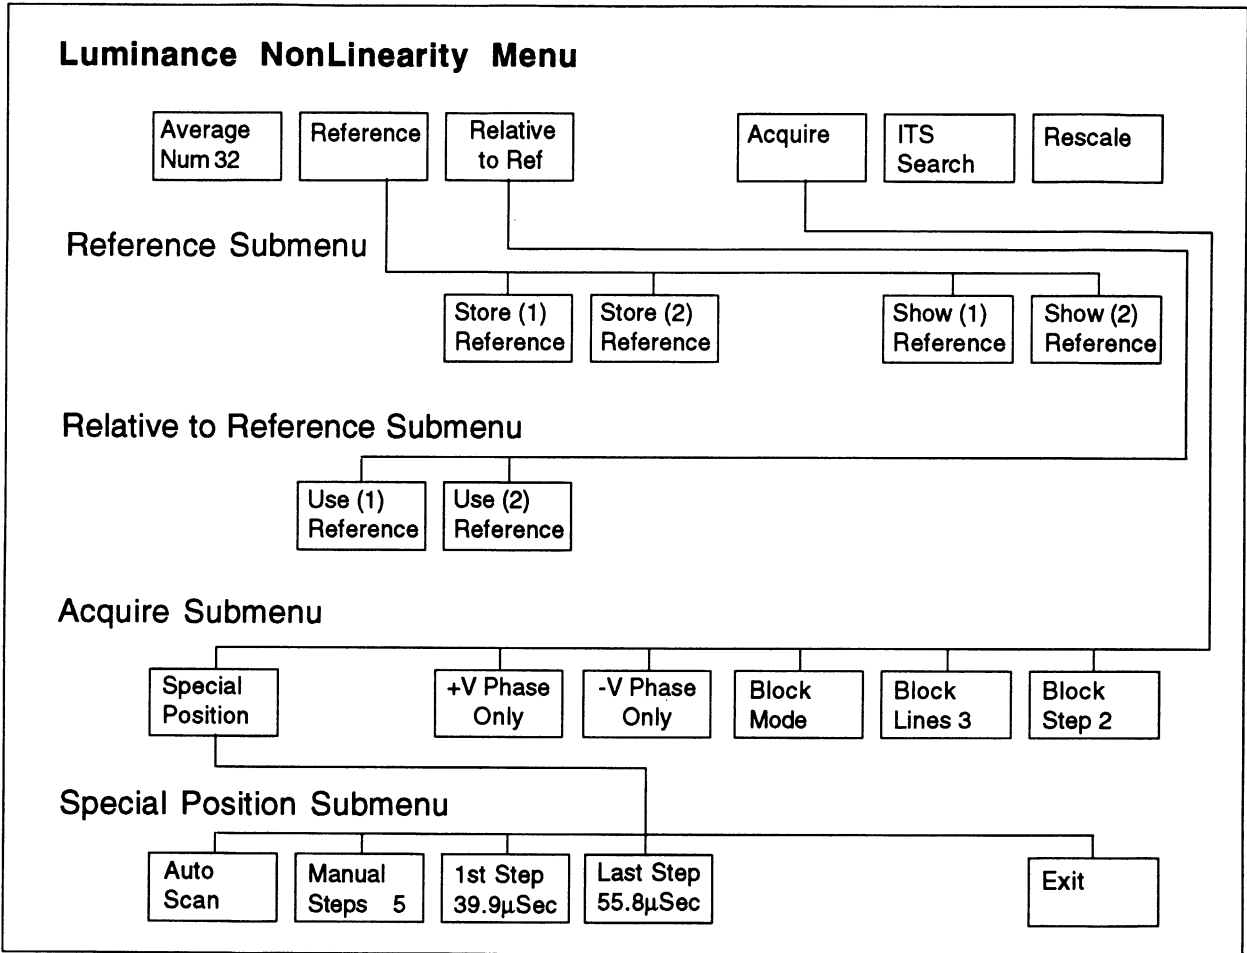 Luminance NonLinearity Menu
Average
Num 32
Reference
Relative
to Ref
Acquire
ITS
Search
Rescale
Reference Submenu
Store (1)
Reference
Store (2)
Reference
Show (1)
Reference
Show (2)
Reference
Relative to Reference Submenu
Use (1)
Reference
Use (2)
Reference
Acquire Submenu
Special
Position
+V Phase
Only
-V Phase
Only
Block
Mode
Block
Lines 3
Block
Step 2
Special Position Submenu
Auto
Scan
Manual
Steps 5
1st Step
39.9µSec
Last Step
55.8µSec
Exit